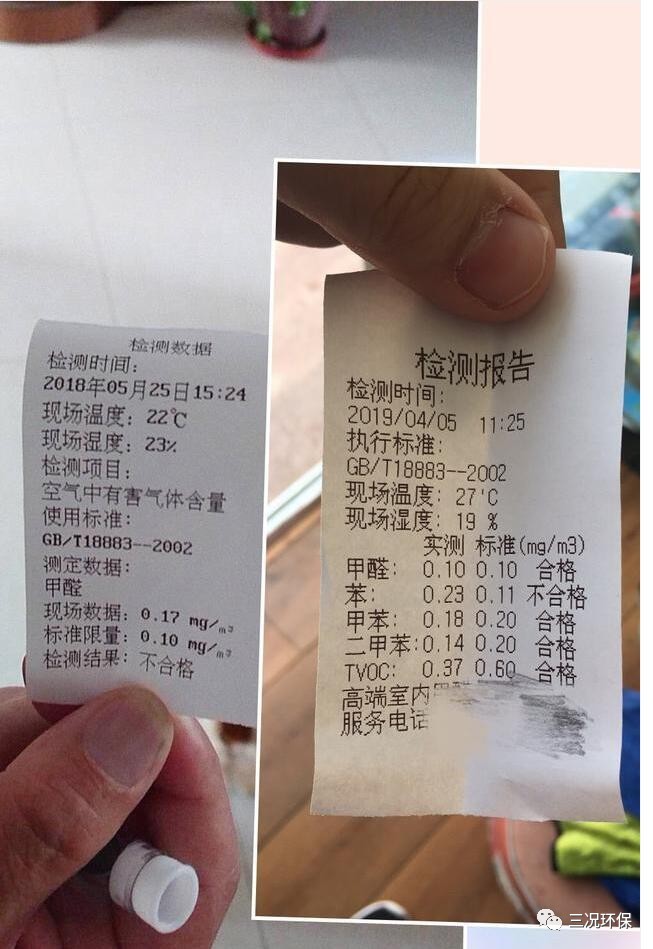 检测数据
检测时间:
2018年05月25日15:24
现场温度: 22℃
现场湿度: 23%
检测项目:
空气中有害气体含量
使用标准:
GB/T18883--2002
测定数据:
甲醛
现场数据: 0.17 mg/m³
标准限量: 0.10 mg/m³
检测结果: 不合格
检测报告
检测时间:
2019/04/05 11:25
执行标准:
GB/T18883--2002
现场温度: 27'C
现场湿度: 19 %
实测 标准(mg/m3)
甲醛: 0.10 0.10 合格
苯: 0.23 0.11 不合格
甲苯: 0.18 0.20 合格
二甲苯:0.14 0.20 合格
TVOC: 0.37 0.60 合格
高端室内
服务电话
三况环保